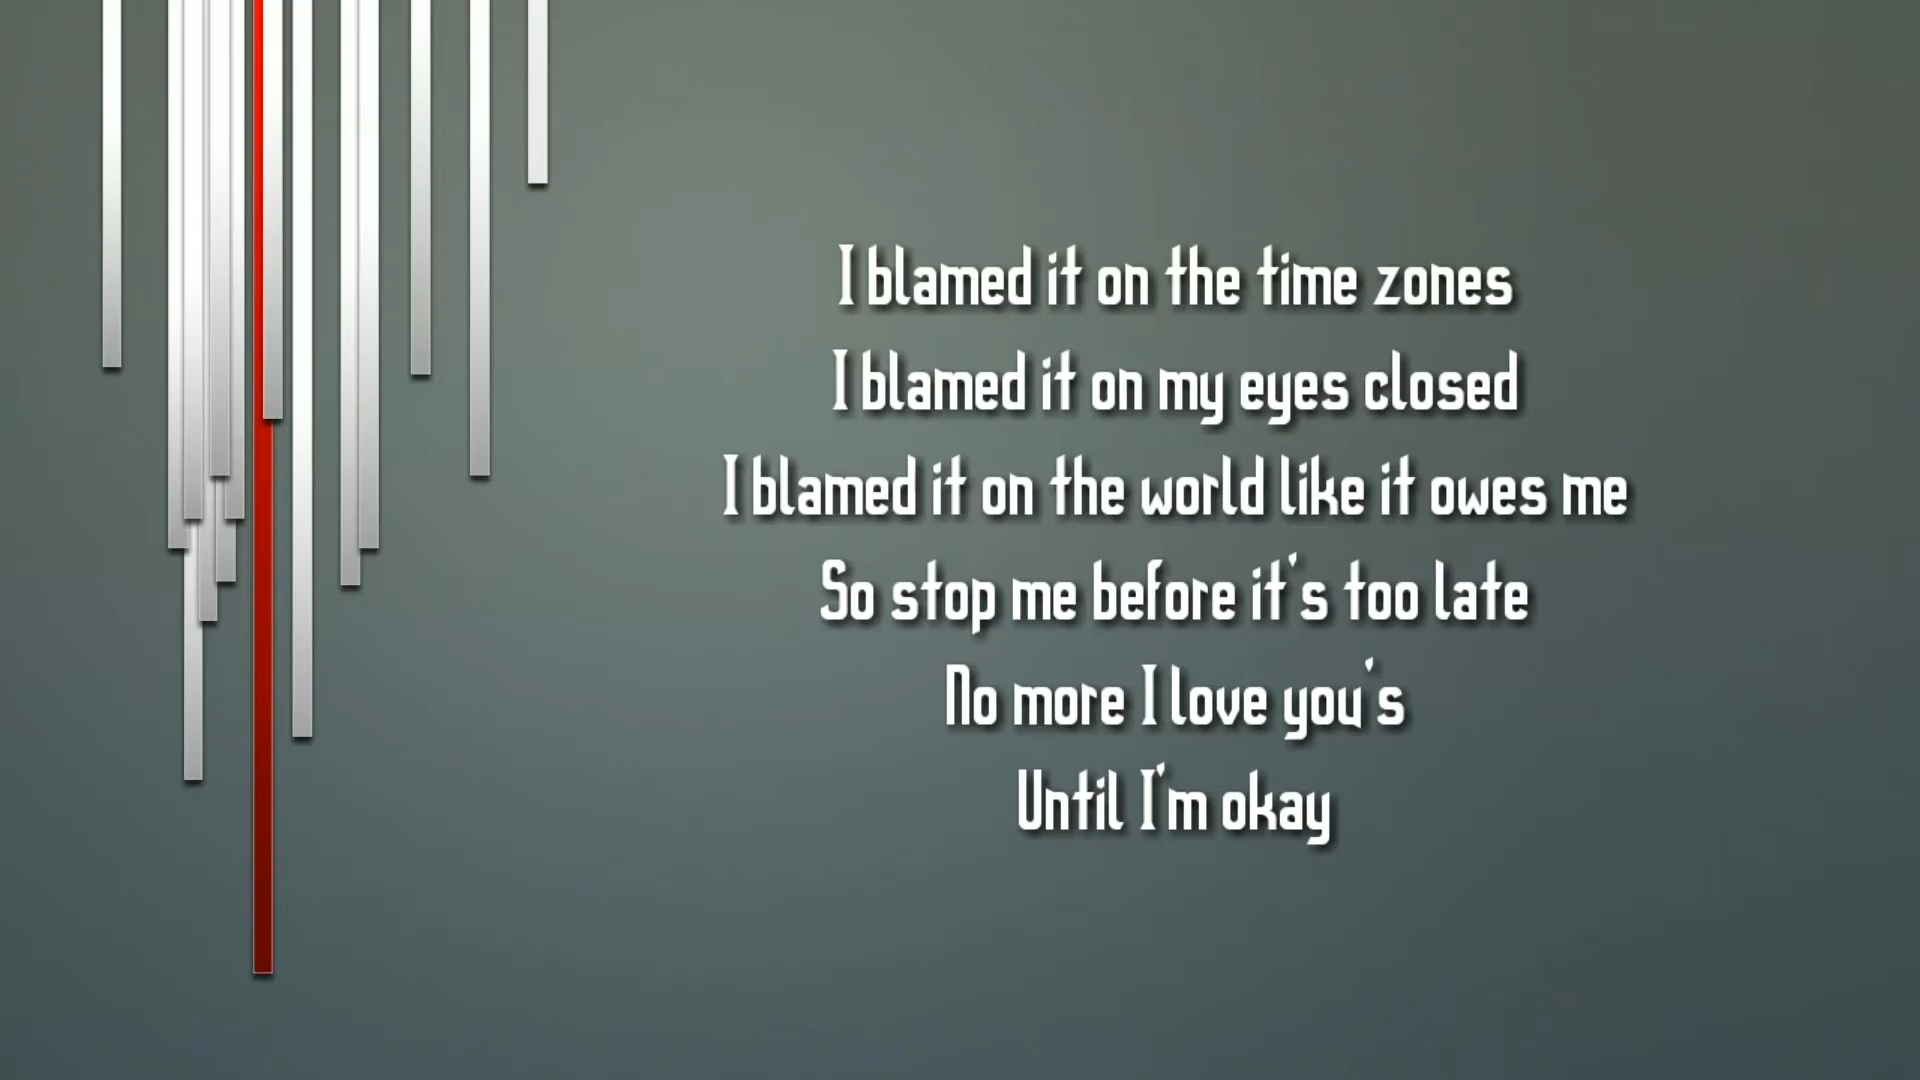 I blamed it on the time zones
I blamed it on my eyes closed
I blamed it on the world like it owes me
So stop me before it's too late
No more I love you's
Until I'm okay